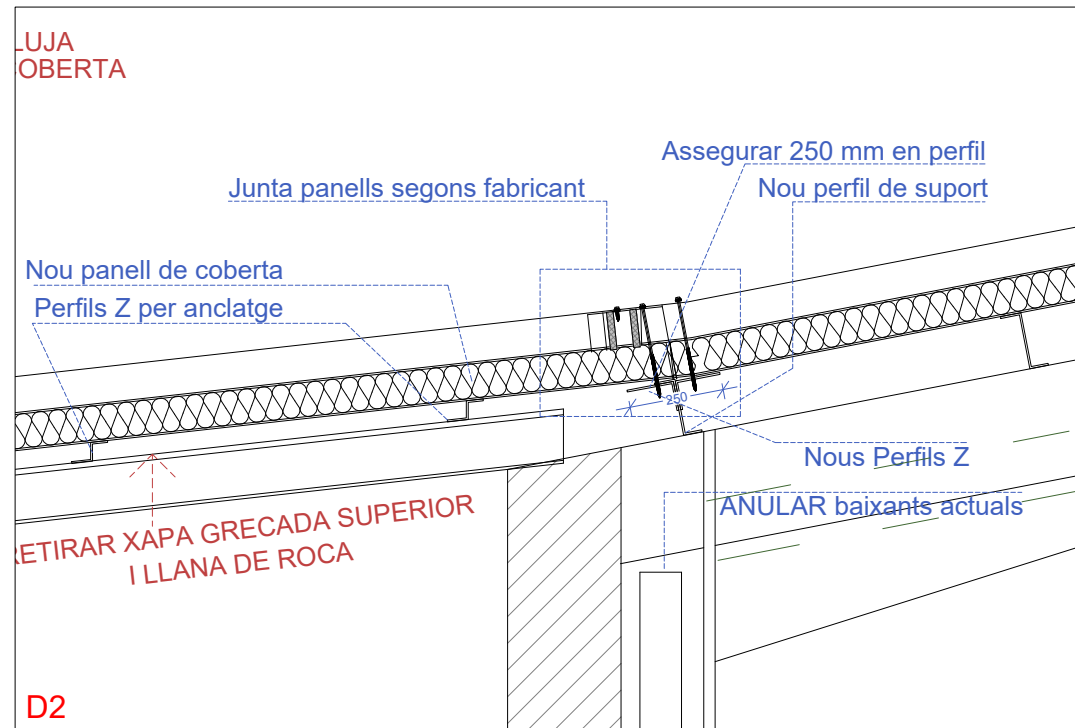 LUJA
OBERTA
Assegurar 250 mm en perfil
Junta panells segons fabricant
Nou perfil de suport
Nou panell de coberta
Perfils Z per anclatge
250
Nous Perfils Z
ANULAR baixants actuals
RETIRAR XAPA GRECADA SUPERIOR
I LLANA DE ROCA
D2